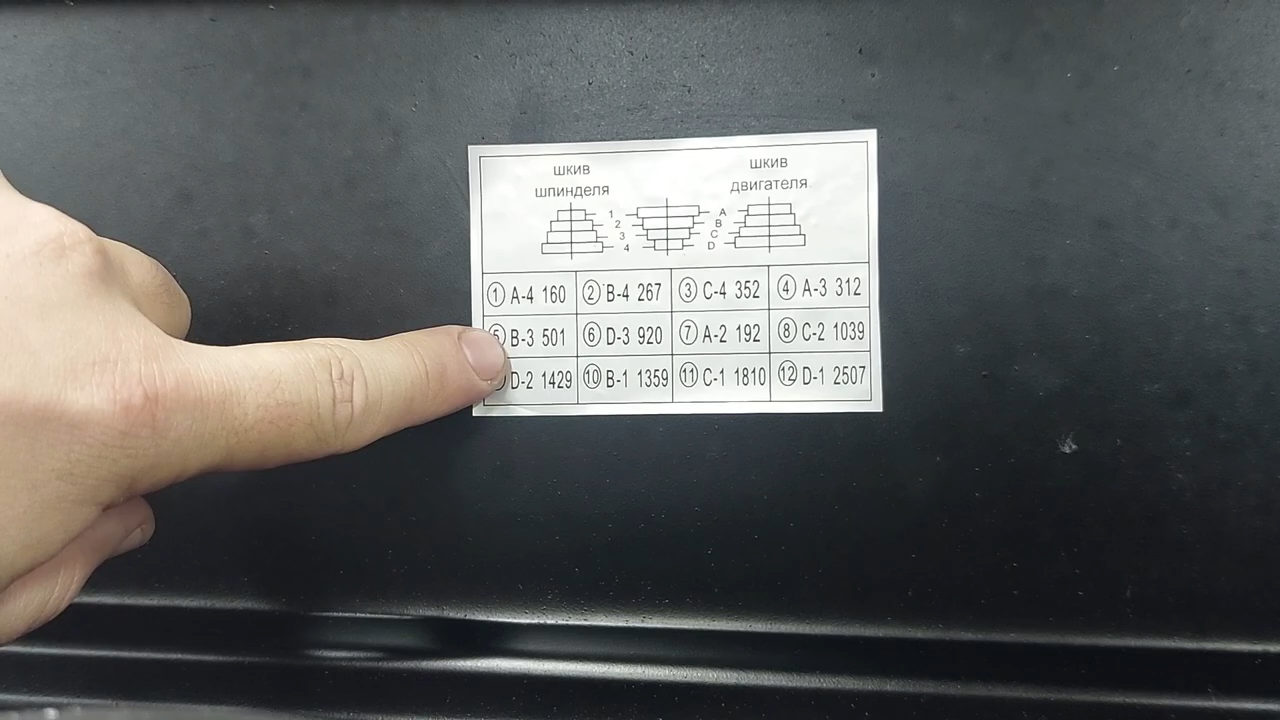 шкив
шпинделя
шкив
двигателя
1 A
2 B
3 C
4 D
① A-4 160 ② B-4 267 ③ C-4 352 ④ A-3 312
⑤ B-3 501 ⑥ D-3 920 ⑦ A-2 192 ⑧ C-2 1039
D-2 1429 ⑩ B-1 1359 ⑪ C-1 1810 ⑫ D-1 2507